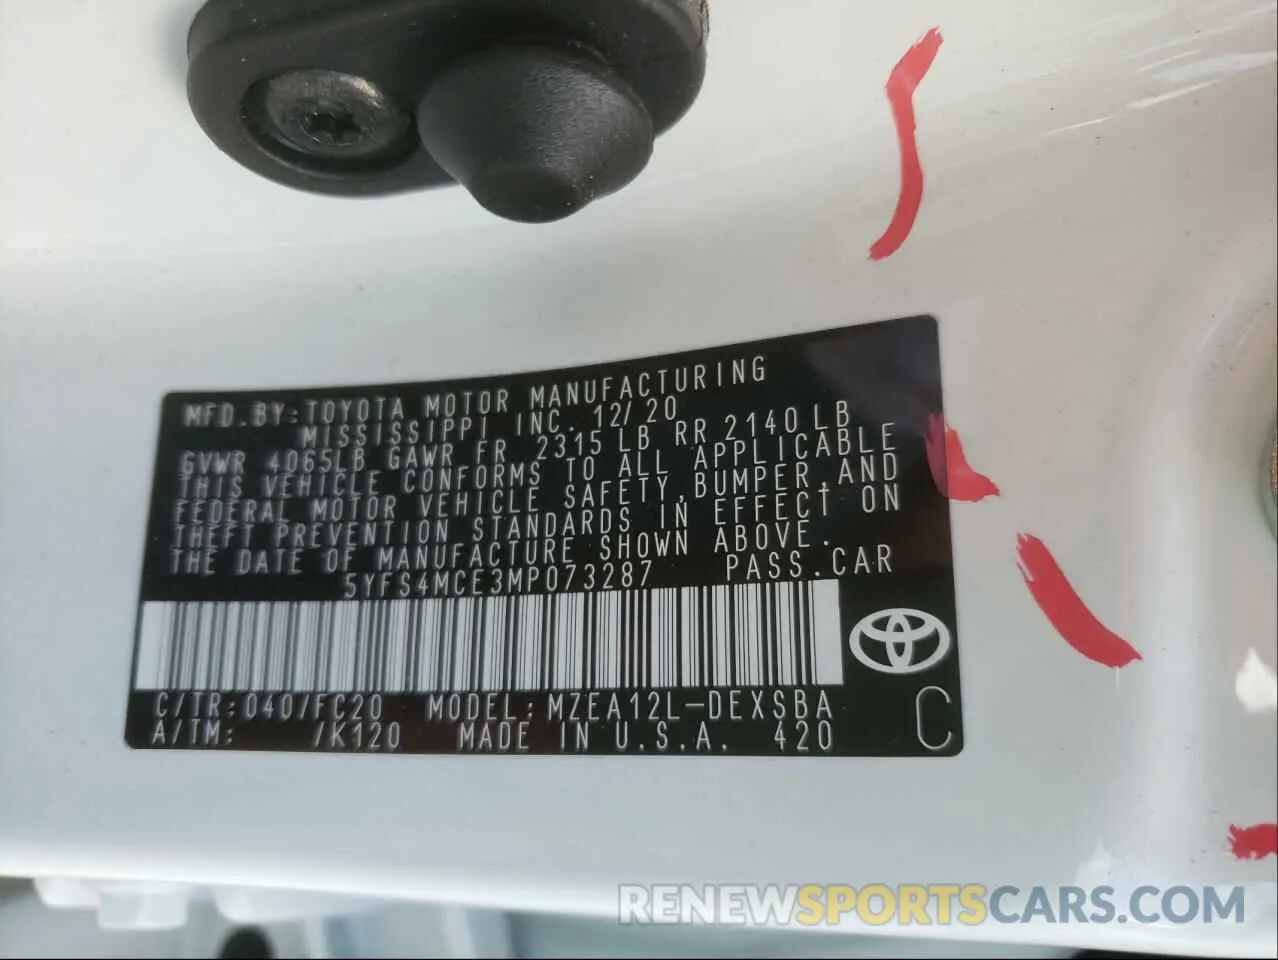 MFD.BY:TOYOTA MOTOR MANUFACTURING
MISSISSIPPI INC. 12/20
GVWR 4065LB GAWR FR 2315 LB RR 2140 LB
THIS VEHICLE CONFORMS TO ALL APPLICABLE
FEDERAL MOTOR VEHICLE SAFETY, BUMPER, AND
THEFT PREVENTION STANDARDS IN EFFECT ON
THE DATE OF MANUFACTURE SHOWN ABOVE.
5YFS4MCE3MP073287 PASS.CAR
C/TR:040/FC20 MODEL:MZEA12L-DEXSBA
A/TM: /K120 MADE IN U.S.A. 420 C
RENEWSPORTSCARS.COM